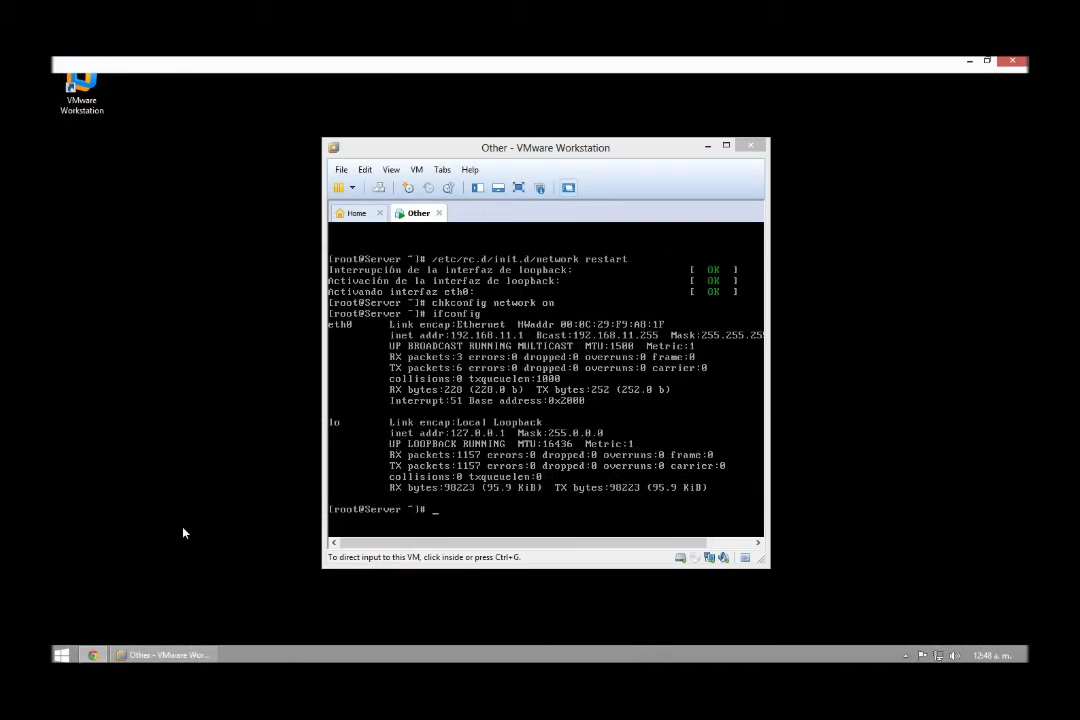 VMware
Workstation
Other - VMware Workstation
File Edit View VM Tabs Help
Home Other
[root@Server ~]# /etc/rc.d/init.d/network restart
Interrupción de la interfaz de loopback: [ OK ]
Activación de la interfaz de loopback: [ OK ]
Activando interfaz eth0: [ OK ]
[root@Server ~]# chkconfig network on
[root@Server ~]# ifconfig
eth0 Link encap:Ethernet HWaddr 00:0C:29:F9:A8:1F
inet addr:192.168.11.1 Bcast:192.168.11.255 Mask:255.255.255
UP BROADCAST RUNNING MULTICAST MTU:1500 Metric:1
RX packets:3 errors:0 dropped:0 overruns:0 frame:0
TX packets:6 errors:0 dropped:0 overruns:0 carrier:0
collisions:0 txqueuelen:1000
RX bytes:228 (228.0 b) TX bytes:252 (252.0 b)
Interrupt:51 Base address:0x2000
lo Link encap:Local Loopback
inet addr:127.0.0.1 Mask:255.0.0.0
UP LOOPBACK RUNNING MTU:16436 Metric:1
RX packets:1157 errors:0 dropped:0 overruns:0 frame:0
TX packets:1157 errors:0 dropped:0 overruns:0 carrier:0
collisions:0 txqueuelen:0
RX bytes:98223 (95.9 KiB) TX bytes:98223 (95.9 KiB)
[root@Server ~]# _
To direct input to this VM, click inside or press Ctrl+G.
Other - VMware Wor... 12:48 a. m.